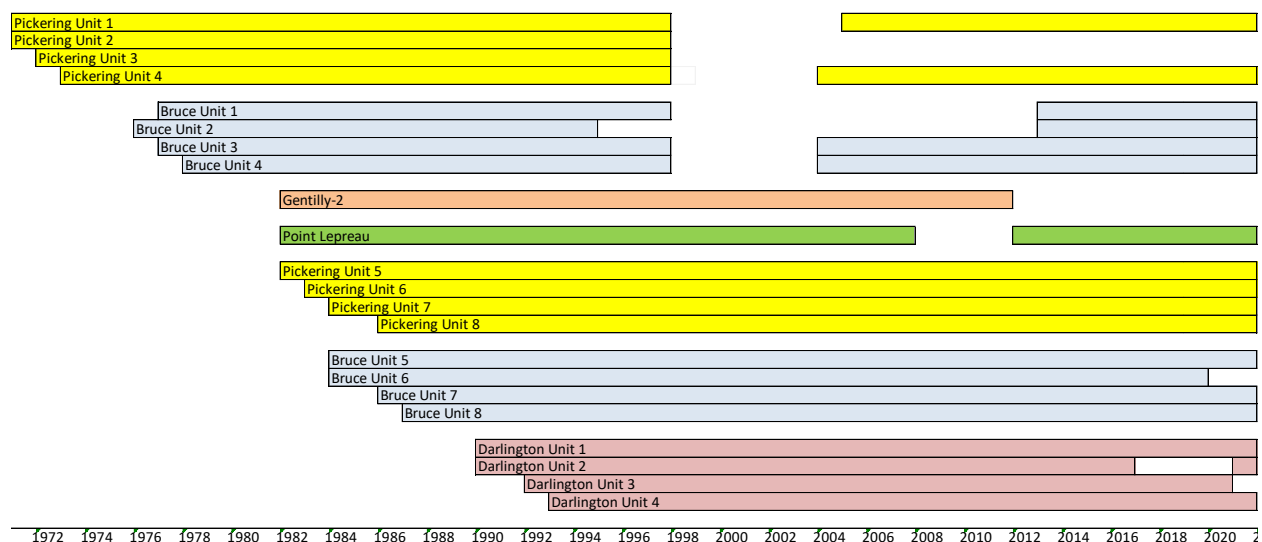 Pickering Unit 1
Pickering Unit 2
Pickering Unit 3
Pickering Unit 4
Bruce Unit 1
Bruce Unit 2
Bruce Unit 3
Bruce Unit 4
Gentilly-2
Point Lepreau
Pickering Unit 5
Pickering Unit 6
Pickering Unit 7
Pickering Unit 8
Bruce Unit 5
Bruce Unit 6
Bruce Unit 7
Bruce Unit 8
Darlington Unit 1
Darlington Unit 2
Darlington Unit 3
Darlington Unit 4
1972 1974 1976 1978 1980 1982 1984 1986 1988 1990 1992 1994 1996 1998 2000 2002 2004 2006 2008 2010 2012 2014 2016 2018 2020